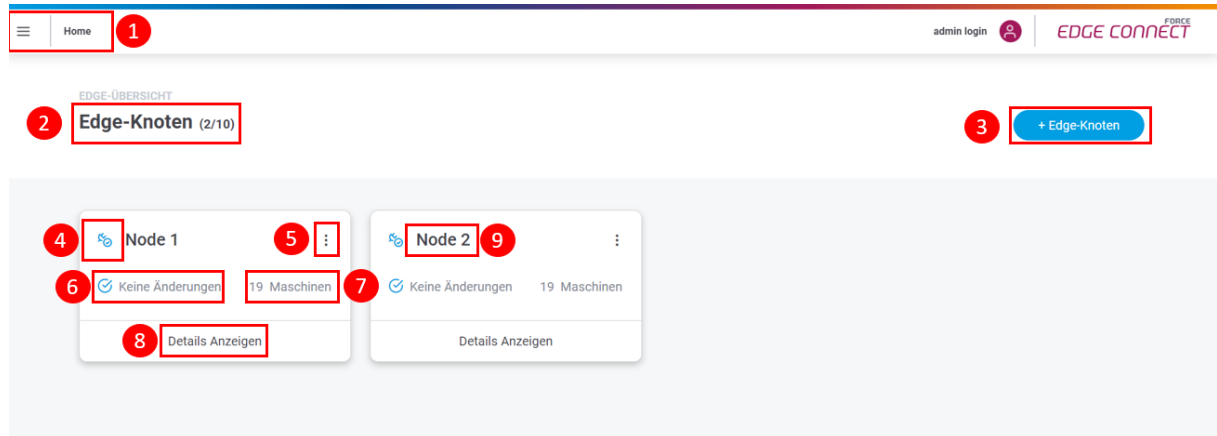 Home 1
admin login
FORCE
EDGE CONNECT
EDGE-ÜBERSICHT
2 Edge-Knoten (2/10)
3 + Edge-Knoten
4 Node 1 5
Node 2 9
6 Keine Änderungen 19 Maschinen 7
Keine Änderungen 19 Maschinen
8 Details Anzeigen
Details Anzeigen